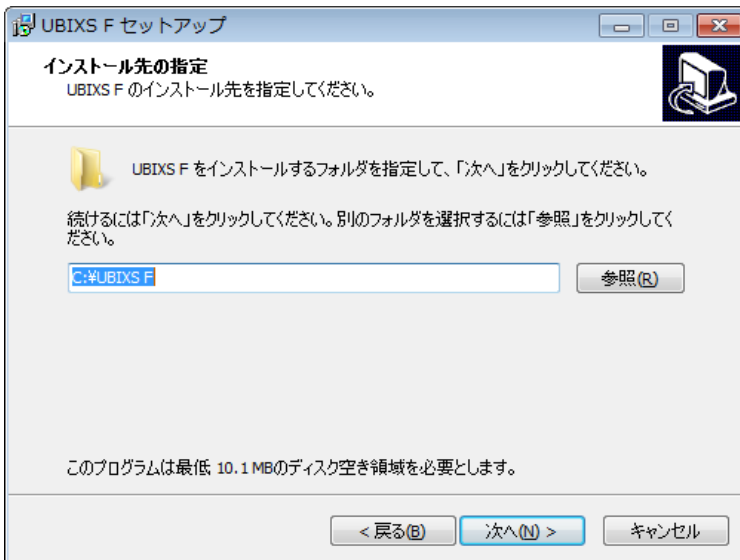 UBIXS F セットアップ
インストール先の指定
UBIXS F のインストール先を指定してください。
UBIXS F をインストールするフォルダを指定して、「次へ」をクリックしてください。
続けるには「次へ」をクリックしてください。別のフォルダを選択するには「参照」をクリックしてく
ださい。
C:¥UBIXS F
参照(R)
このプログラムは最低 10.1 MBのディスク空き領域を必要とします。
< 戻る(B)
次へ(N) >
キャンセル